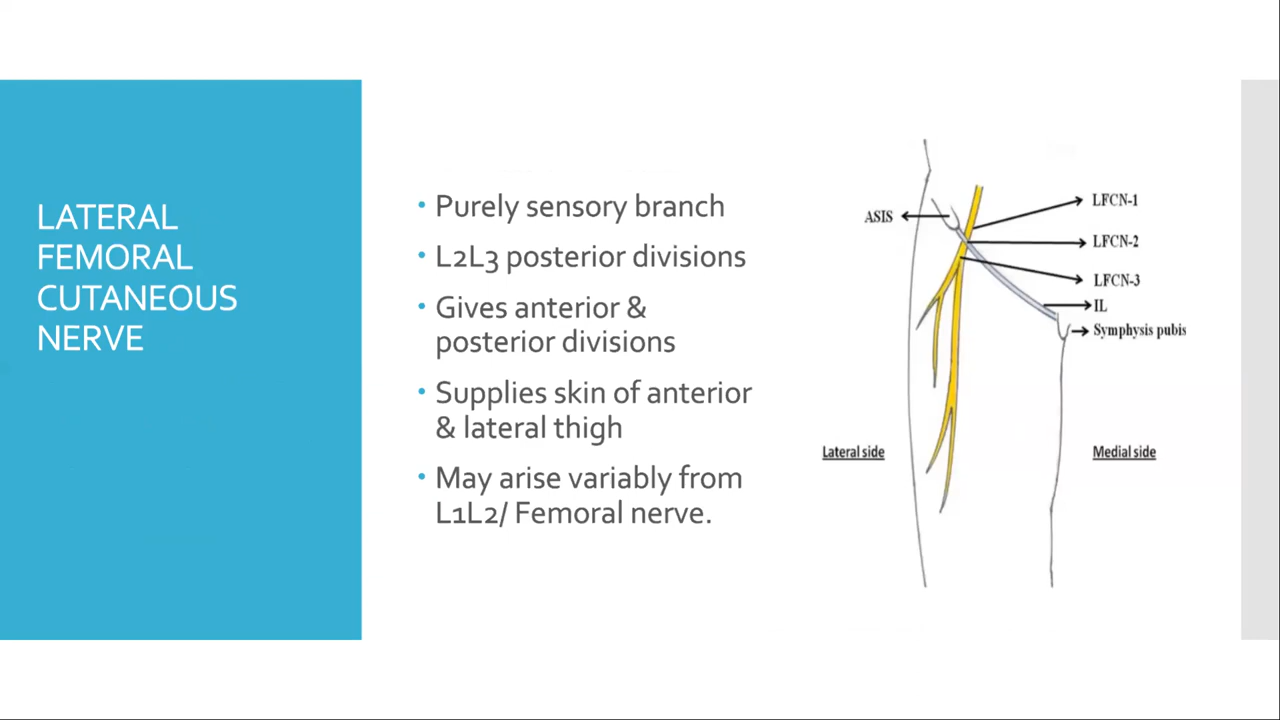 LATERAL
FEMORAL
CUTANEOUS
NERVE
• Purely sensory branch
• L2L3 posterior divisions
• Gives anterior &
posterior divisions
• Supplies skin of anterior
& lateral thigh
• May arise variably from
L1L2/ Femoral nerve.
ASIS
LFCN-1
LFCN-2
LFCN-3
IL
Symphysis pubis
Lateral side
Medial side